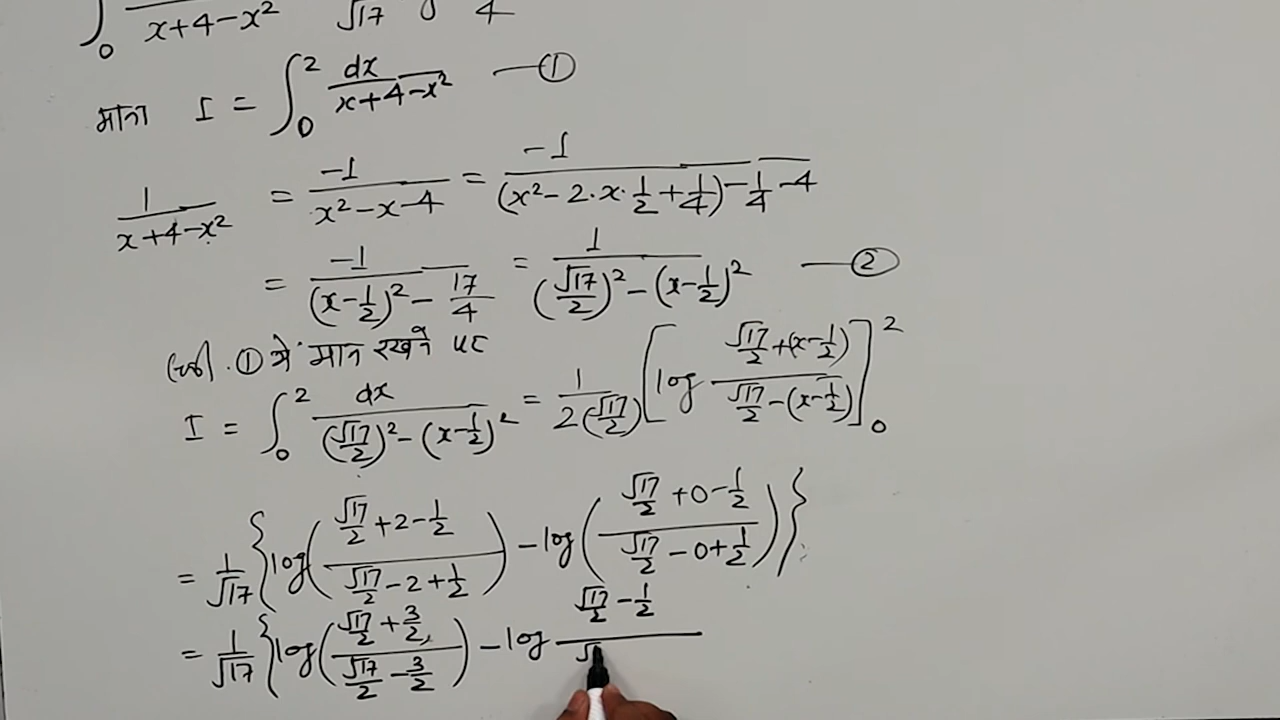 ∫₀ x+4-x² √17 4
माना I = ∫₀² dx/(x+4-x²) —①
1/(x+4-x²) = -1/(x²-x-4) = -1/((x²-2·x·1/2+1/4)-1/4-4)
= -1/((x-1/2)²-17/4) = 1/((√17/2)²-(x-1/2)²) —②
①में मान रखने पर
I = ∫₀² dx/((√17/2)²-(x-1/2)²) = 1/(2(√17/2)) [log (√17/2+(x-1/2))/(√17/2-(x-1/2))]₀²
= 1/√17 {log((√17/2+2-1/2)/(√17/2-2+1/2)) - log((√17/2+0-1/2)/(√17/2-0+1/2))}
= 1/√17 {log((√17/2+3/2)/(√17/2-3/2)) - log (√17/2-1/2)/√